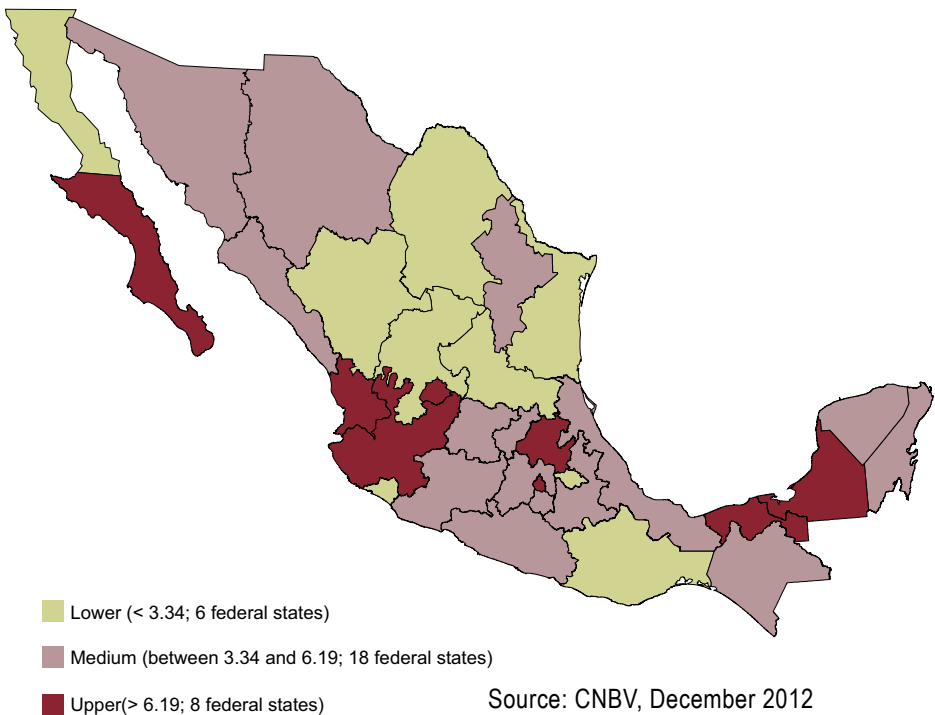 Lower (< 3.34; 6 federal states)
Medium (between 3.34 and 6.19; 18 federal states)
Upper(> 6.19; 8 federal states)
Source: CNBV, December 2012